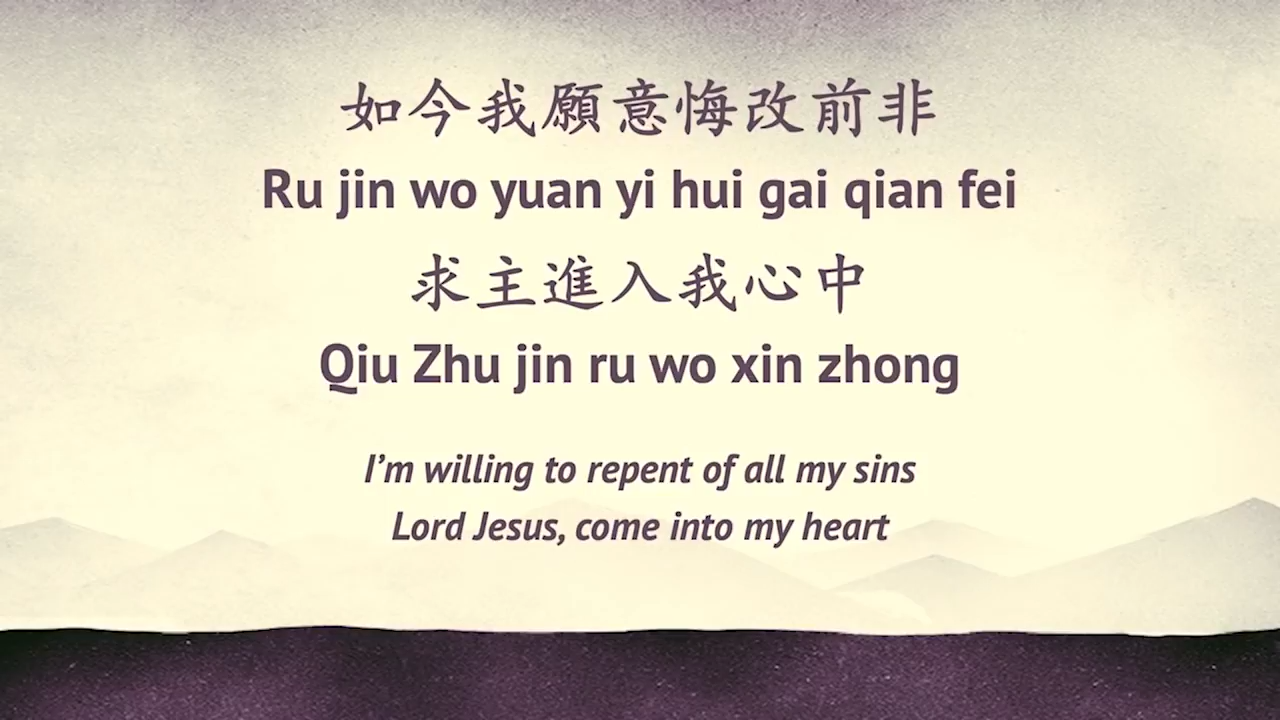 如今我願意悔改前非
Ru jin wo yuan yi hui gai qian fei
求主進入我心中
Qiu Zhu jin ru wo xin zhong
I’m willing to repent of all my sins
Lord Jesus, come into my heart